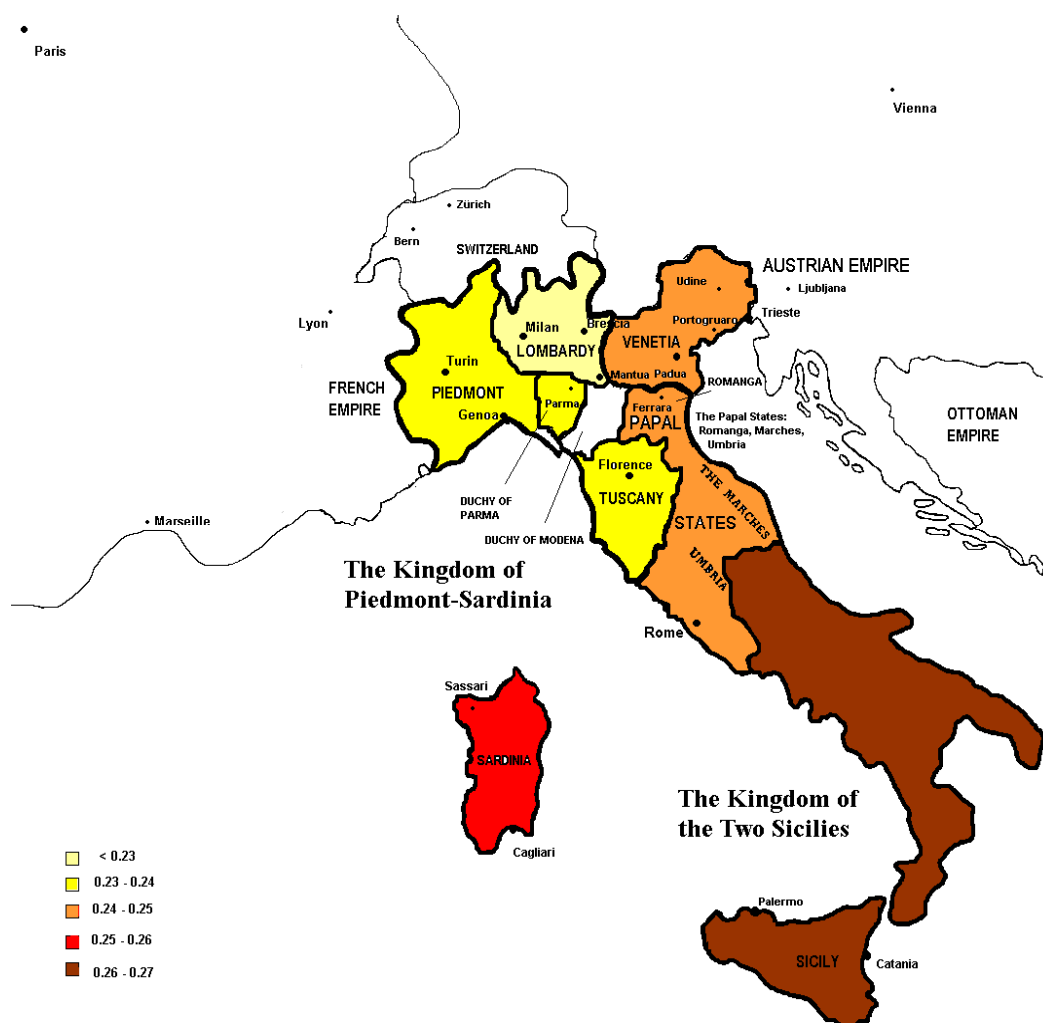 Paris
Vienna
Zürich
Bern
SWITZERLAND
AUSTRIAN EMPIRE
Udine
Ljubljana
Lyon
Milan
Brescia
Portogruaro
Trieste
LOMBARDY
VENETIA
Turin
Mantua
Padua
FRENCH
EMPIRE
PIEDMONT
ROMANGA
Parma
Genoa
Ferrara
PAPAL
The Papal States:
Romanga, Marches,
Umbria
OTTOMAN
EMPIRE
Florence
TUSCANY
THE MARCHES
DUCHY OF
PARMA
STATES
Marseille
DUCHY OF MODENA
UMBRIA
The Kingdom of
Piedmont-Sardinia
Rome
Sassari
SARDINIA
The Kingdom of
the Two Sicilies
Cagliari
< 0.23
0.23 - 0.24
0.24 - 0.25
0.25 - 0.26
0.26 - 0.27
Palermo
SICILY
Catania